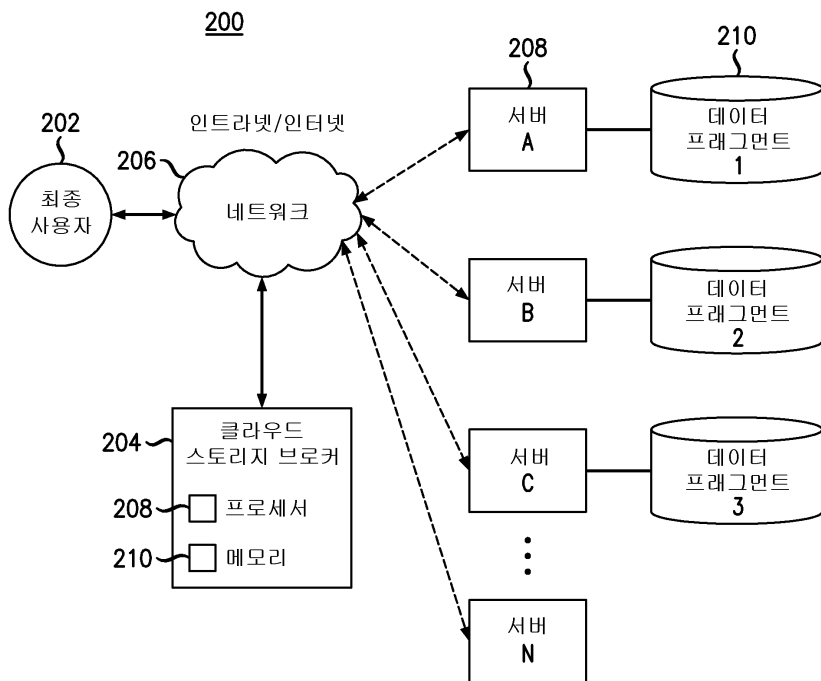 200
202
최종
사용자
인트라넷/인터넷
206
네트워크
204
클라우드
스토리지 브로커
208
프로세서
210
메모리
208
서버
A
210
데이터
프래그먼트
1
서버
B
데이터
프래그먼트
2
서버
C
데이터
프래그먼트
3
서버
N